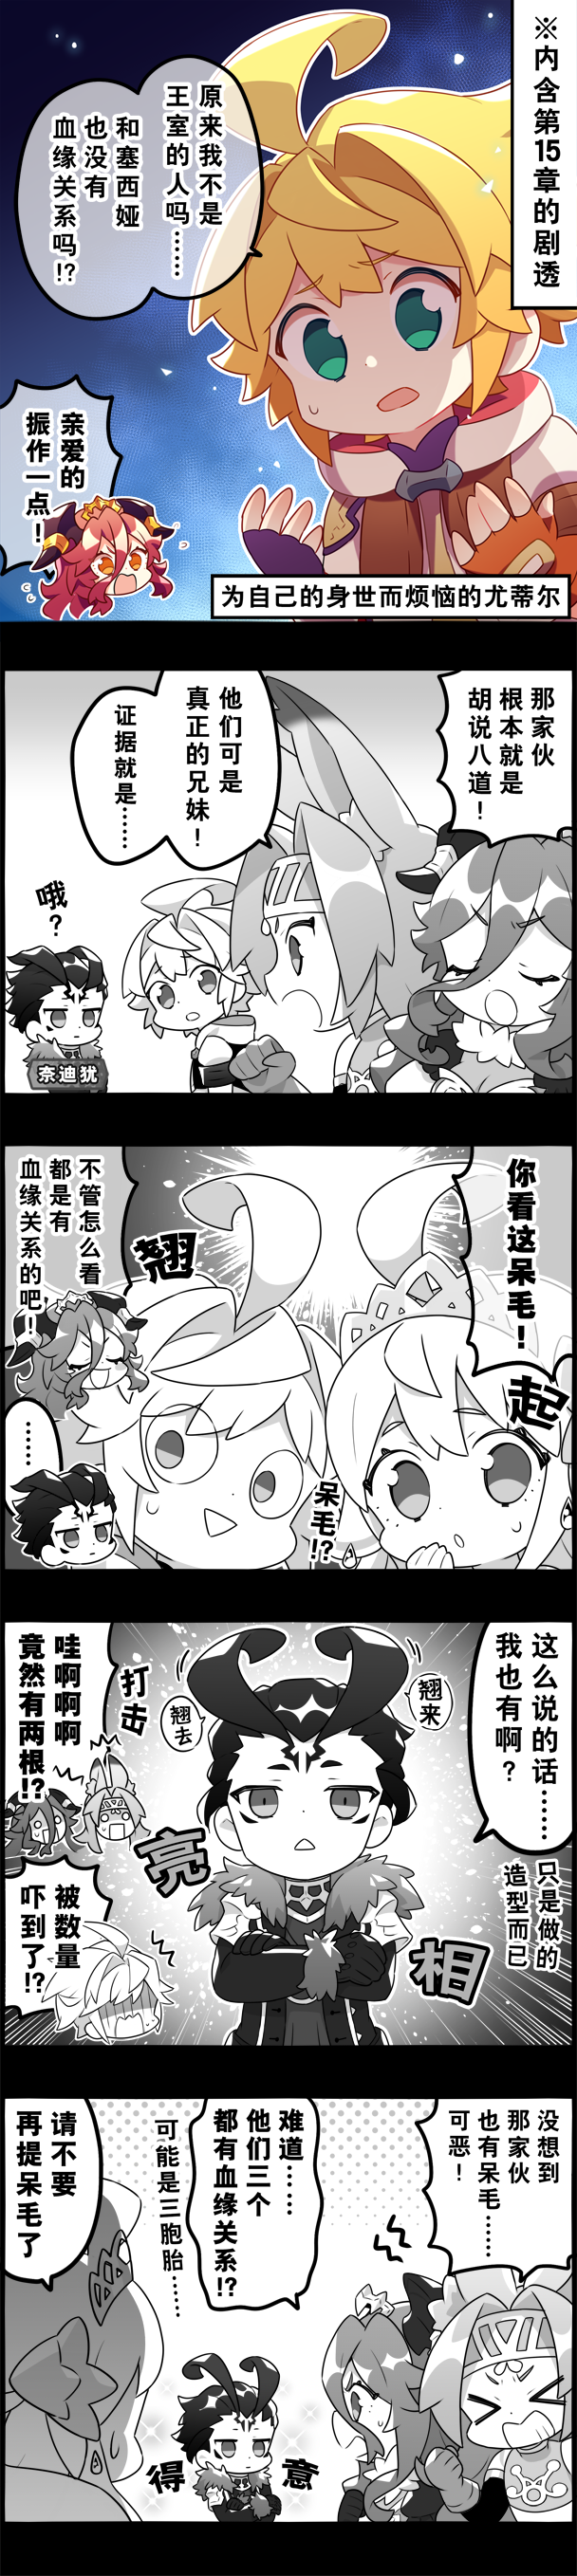 ※内含第15章的剧透
原来我不是
王室的人吗……
和塞西娅
也没有
血缘关系吗!?
亲爱的
振作一点！
为自己的身世而烦恼的尤蒂尔
那家伙
根本就是
胡说八道！
他们可是
真正的兄妹！
证据就是……
哦？
奈迪犹
你看这呆毛！
翘
起
不管怎么看
都是有
血缘关系的吧！
……
呆毛!?
这么说的话……
我也有啊？
翘来
翘去
打击
哇啊啊啊
竟然有两根!?
只是做的
造型而已
亮
相
被数量
吓到了!?
没想到
那家伙
也有呆毛……
可恶！
难道……
他们三个
都有血缘关系!?
可能是三胞胎……
请不要
再提呆毛了
得
意